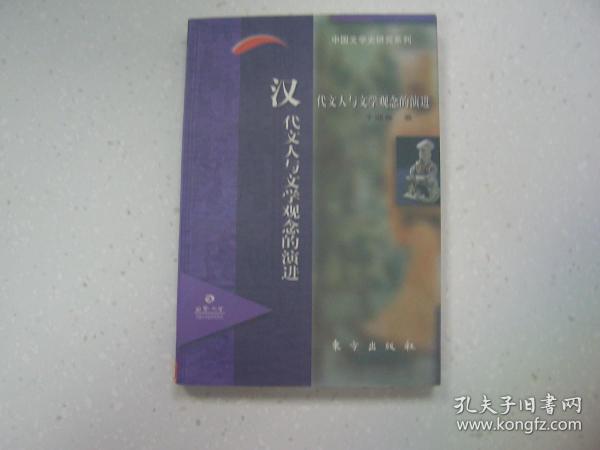 中国文学史研究系列
汉
代文人与文学观念的演进
代文人与文学观念的演进
著
东方出版社
孔夫子旧书网
www.kongfz.com